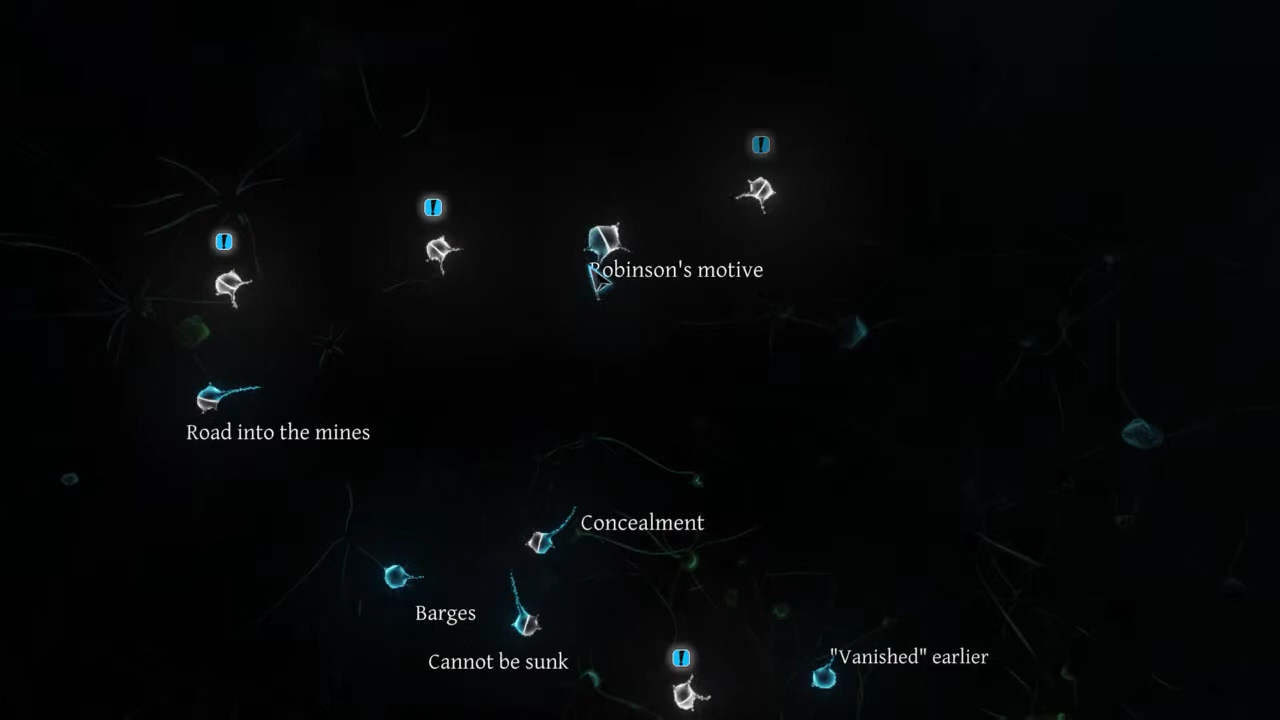 Robinson's motive
Road into the mines
Concealment
Barges
Cannot be sunk
"Vanished" earlier